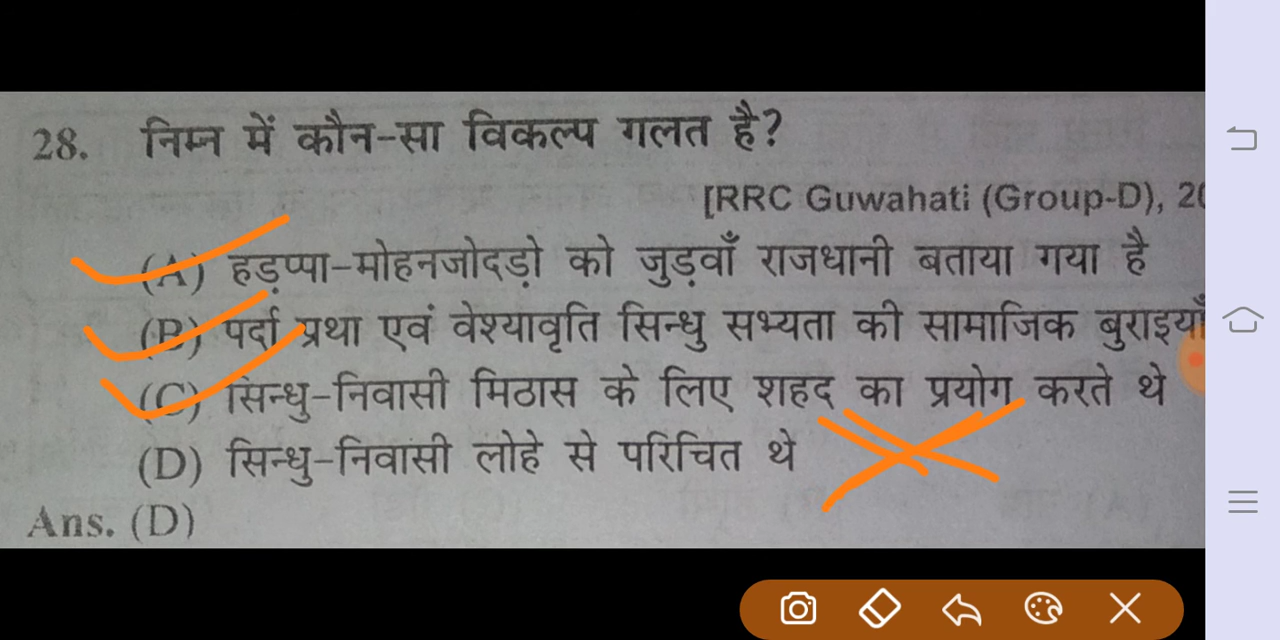 28. निम्न में कौन-सा विकल्प गलत है?
[RRC Guwahati (Group-D), 20
(A) हड़प्पा-मोहनजोदड़ो को जुड़वाँ राजधानी बताया गया है
(B) पर्दा प्रथा एवं वेश्यावृति सिन्धु सभ्यता की सामाजिक बुराइयाँ
(C) सिन्धु-निवासी मिठास के लिए शहद का प्रयोग करते थे
(D) सिन्धु-निवासी लोहे से परिचित थे
Ans. (D)